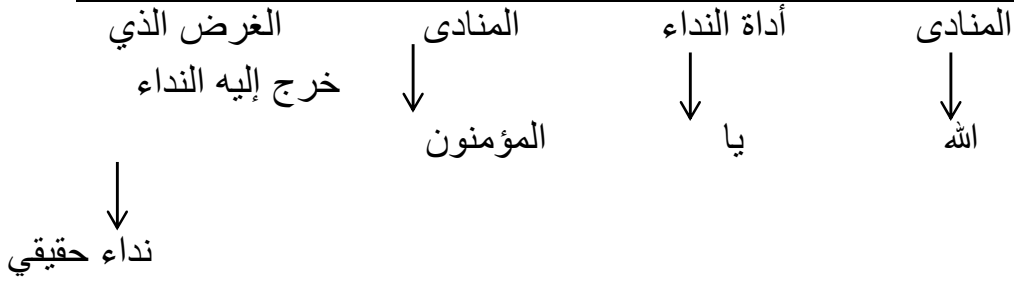 المنادى أداة النداء المنادى الغرض الذي
خرج إليه النداء
الله يا المؤمنون
نداء حقيقي